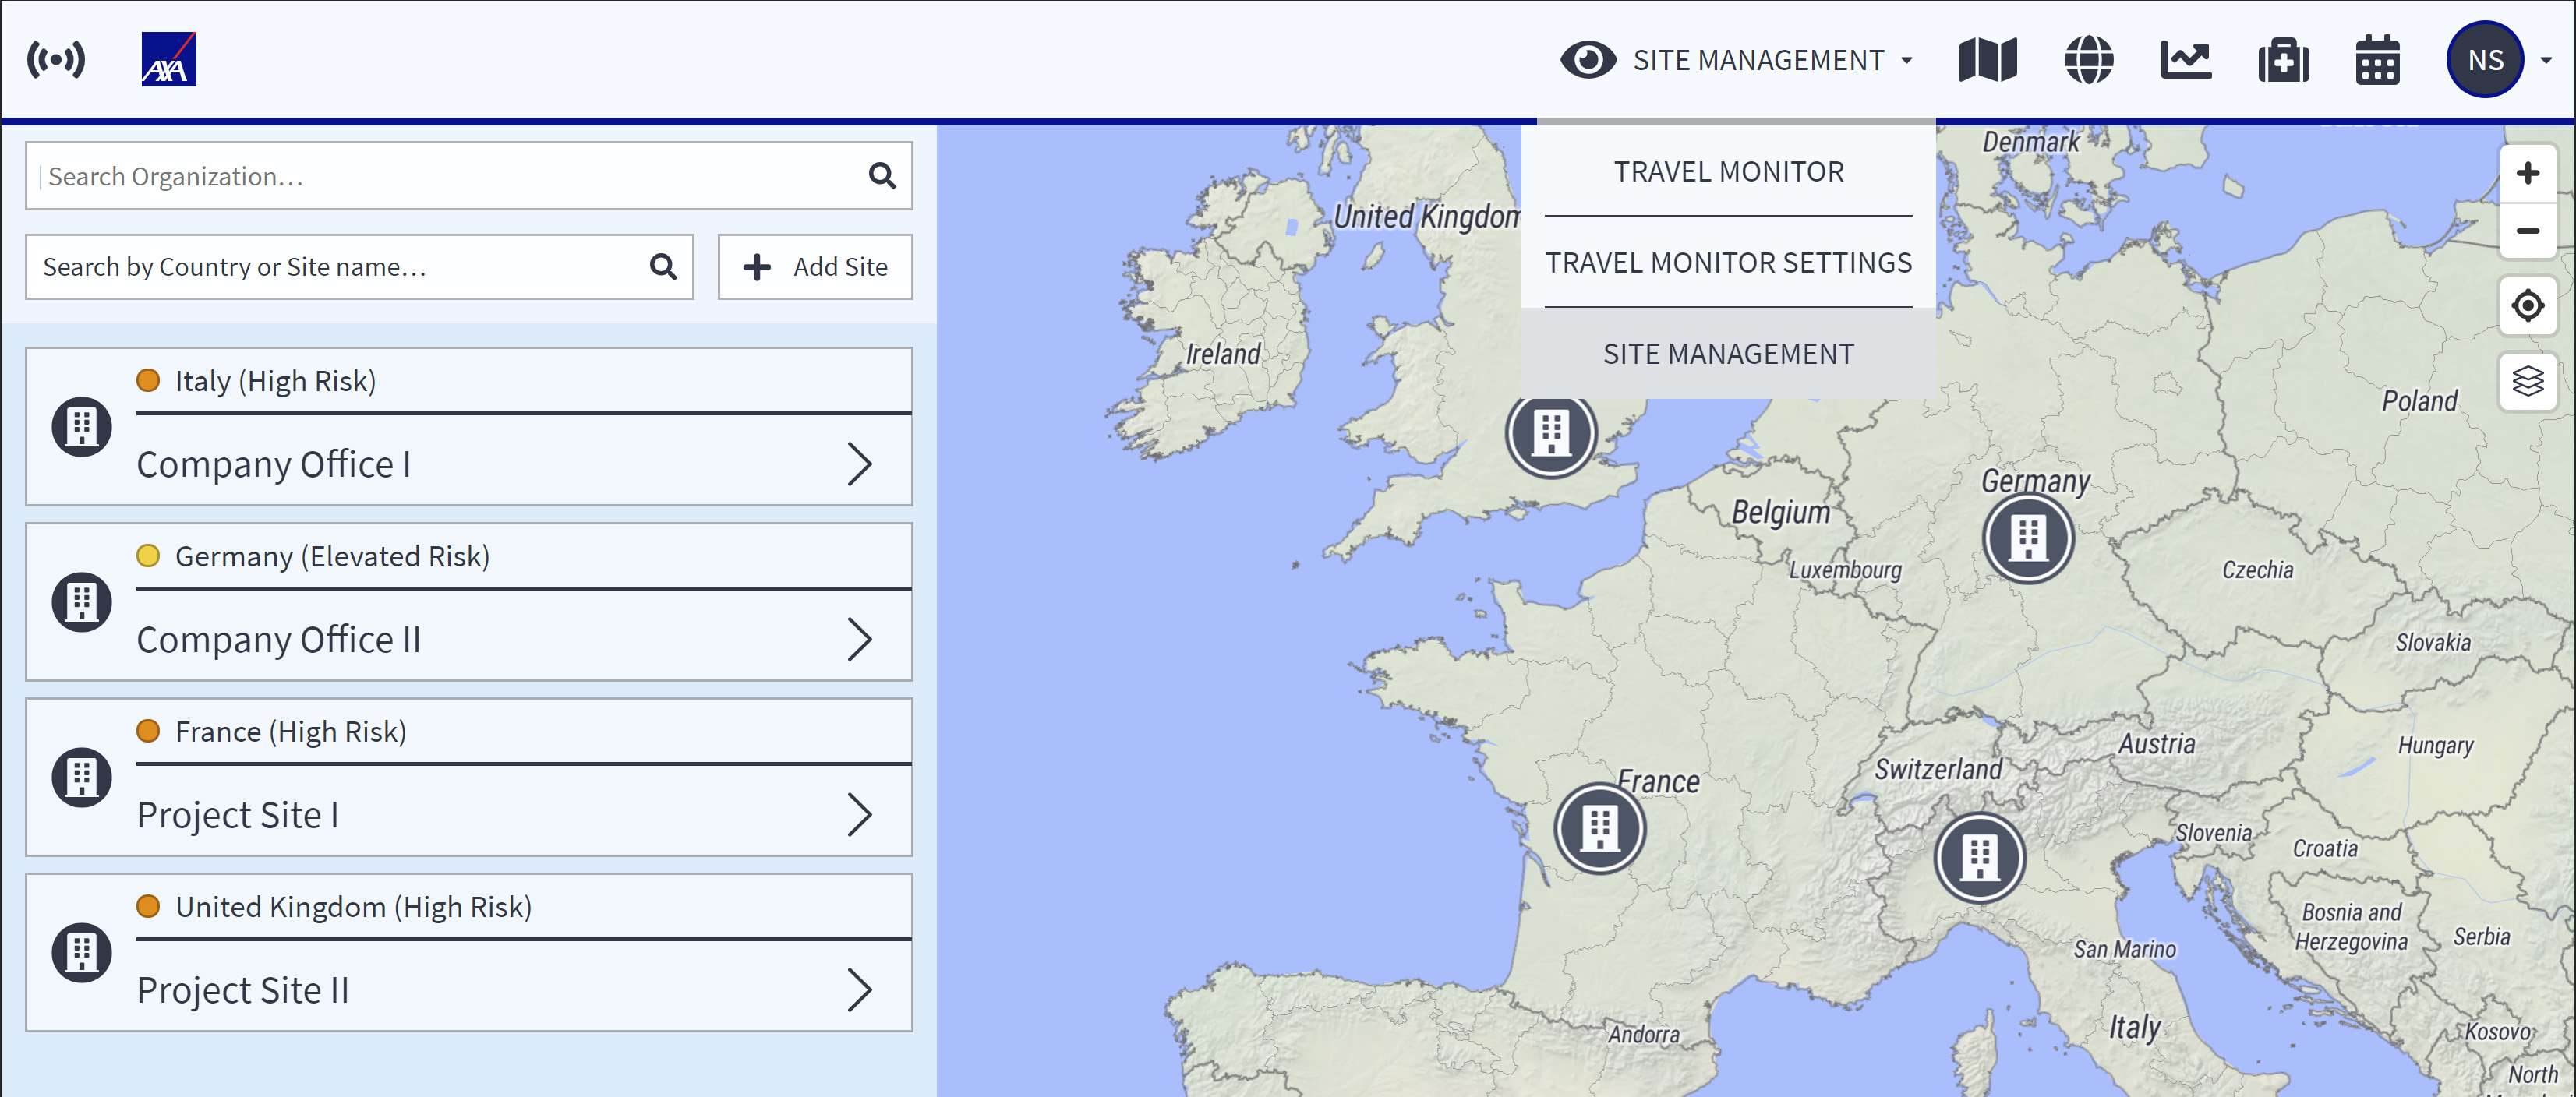 AXA
SITE MANAGEMENT
NS
Search Organization...
Search by Country or Site name...
Add Site
Italy (High Risk)
Company Office I
Germany (Elevated Risk)
Company Office II
France (High Risk)
Project Site I
United Kingdom (High Risk)
Project Site II
TRAVEL MONITOR
TRAVEL MONITOR SETTINGS
SITE MANAGEMENT
Denmark
United Kingdom
Ireland
Poland
Germany
Belgium
Luxembourg
Czechia
Slovakia
Austria
Hungary
Switzerland
France
Slovenia
Croatia
Bosnia and
Herzegovina
Serbia
San Marino
Italy
Andorra
Kosovo
North